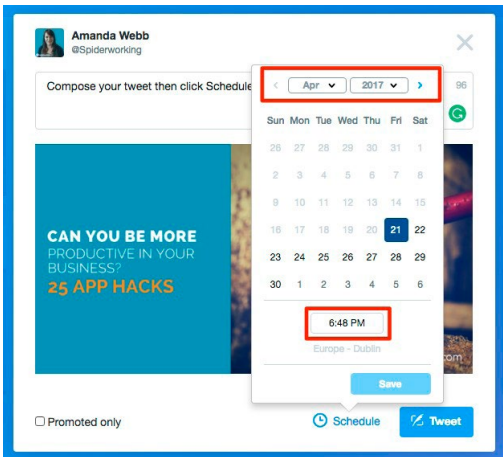 Amanda Webb
@Spiderworking
Compose your tweet then click Schedule
96
Apr 2017
Sun Mon Tue Wed Thu Fri Sat
26 27 28 29 30 31 1
2 3 4 5 6 7 8
9 10 11 12 13 14 15
16 17 18 19 20 21 22
23 24 25 26 27 28 29
30 1 2 3 4 5 6
6:48 PM
Europe - Dublin
Save
CAN YOU BE MORE
PRODUCTIVE IN YOUR
BUSINESS?
25 APP HACKS
.com
Promoted only
Schedule
Tweet